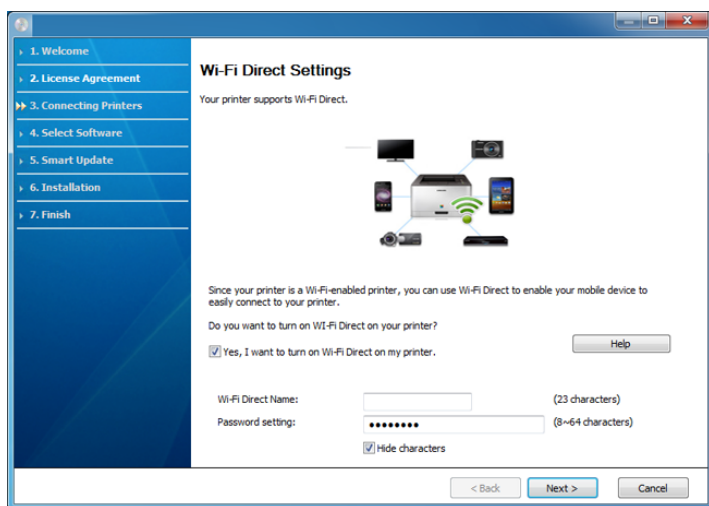 1. Welcome
2. License Agreement
3. Connecting Printers
4. Select Software
5. Smart Update
6. Installation
7. Finish
Wi-Fi Direct Settings
Your printer supports Wi-Fi Direct.
Since your printer is a Wi-Fi-enabled printer, you can use Wi-Fi Direct to enable your mobile device to
easily connect to your printer.
Do you want to turn on WI-Fi Direct on your printer?
Yes, I want to turn on Wi-Fi Direct on my printer.
Help
Wi-Fi Direct Name: (23 characters)
Password setting: •••••••• (8~64 characters)
Hide characters
< Back Next > Cancel